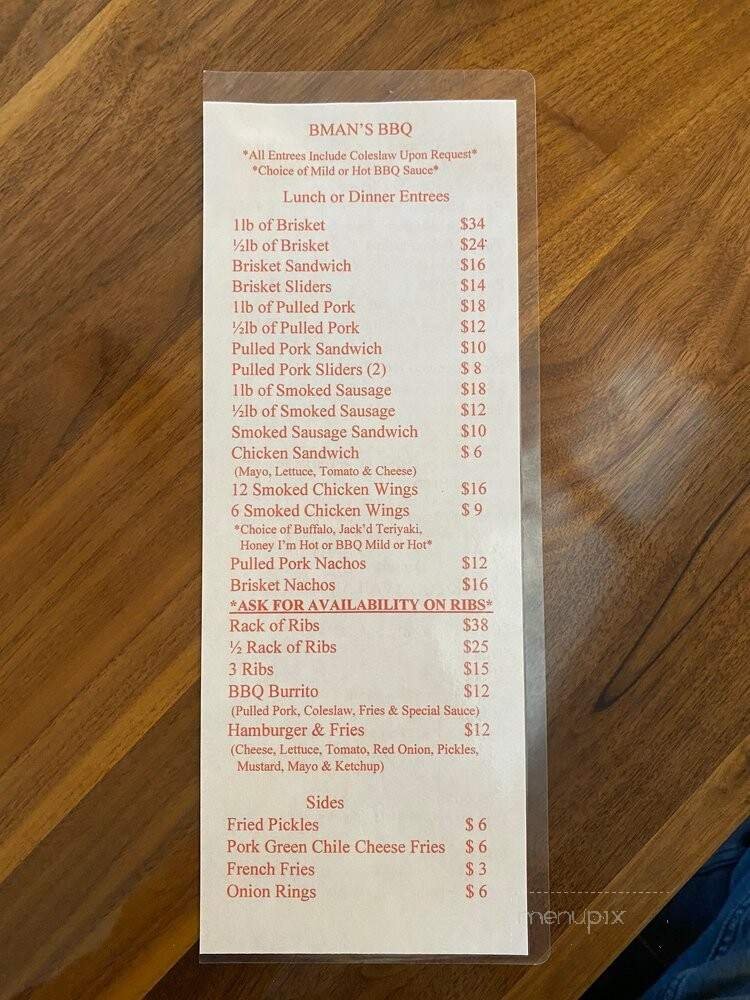 BMAN'S BBQ
*All Entrees Include Coleslaw Upon Request*
*Choice of Mild or Hot BBQ Sauce*
Lunch or Dinner Entrees
1lb of Brisket $34
½lb of Brisket $24
Brisket Sandwich $16
Brisket Sliders $14
1lb of Pulled Pork $18
½lb of Pulled Pork $12
Pulled Pork Sandwich $10
Pulled Pork Sliders (2) $ 8
1lb of Smoked Sausage $18
½lb of Smoked Sausage $12
Smoked Sausage Sandwich $10
Chicken Sandwich $ 6
(Mayo, Lettuce, Tomato & Cheese)
12 Smoked Chicken Wings $16
6 Smoked Chicken Wings $ 9
*Choice of Buffalo, Jack'd Teriyaki,
Honey I'm Hot or BBQ Mild or Hot*
Pulled Pork Nachos $12
Brisket Nachos $16
*ASK FOR AVAILABILITY ON RIBS*
Rack of Ribs $38
½ Rack of Ribs $25
3 Ribs $15
BBQ Burrito $12
(Pulled Pork, Coleslaw, Fries & Special Sauce)
Hamburger & Fries $12
(Cheese, Lettuce, Tomato, Red Onion, Pickles,
Mustard, Mayo & Ketchup)
Sides
Fried Pickles $ 6
Pork Green Chile Cheese Fries $ 6
French Fries $ 3
Onion Rings $ 6
menupix